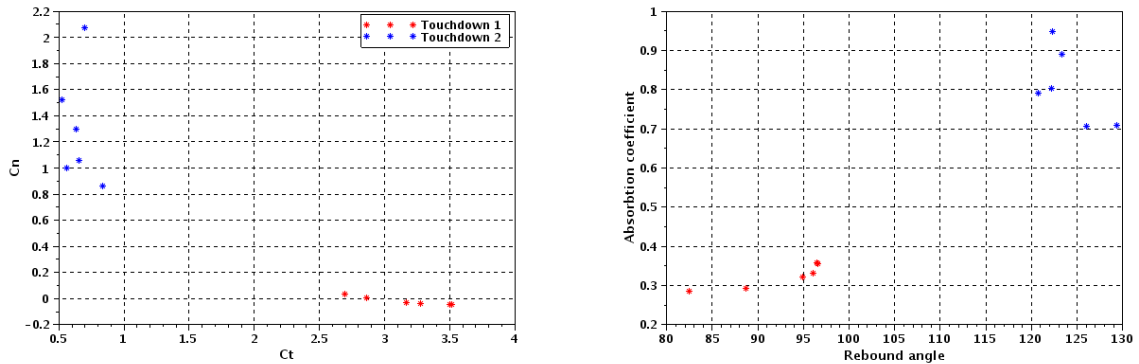 2.2
2
1.8
1.6
1.4
1.2
1
0.8
0.6
0.4
0.2
0
-0.2
Cn
0.5 1 1.5 2 2.5 3 3.5 4
Ct
Touchdown 1
Touchdown 2
1
0.9
0.8
0.7
0.6
0.5
0.4
0.3
0.2
Absorbtion coefficient
80 85 90 95 100 105 110 115 120 125 130
Rebound angle